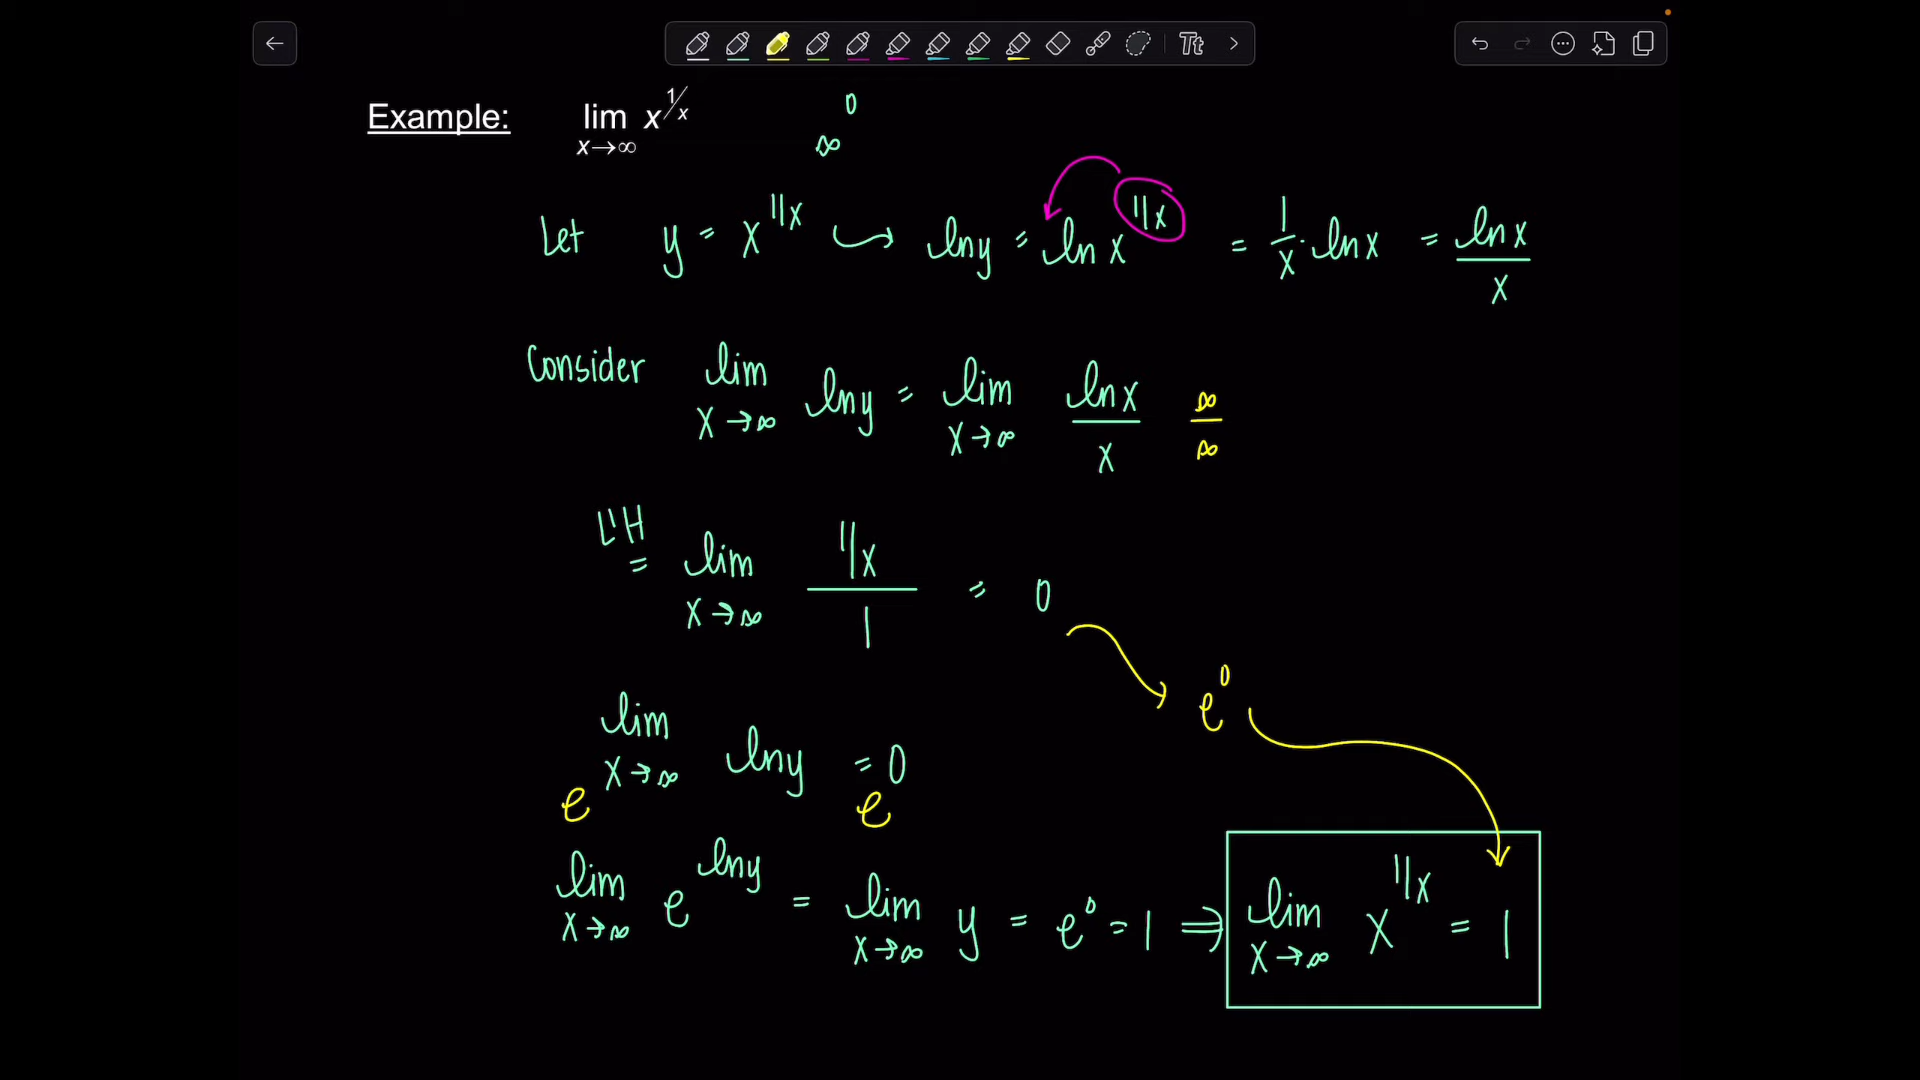 Tt
Example: lim x→∞ x^1/x ∞^0
Let y = x^1/x → ln y = ln x^1/x = 1/x · ln x = ln x / x
Consider lim x→∞ ln y = lim x→∞ ln x / x ∞/∞
L'H = lim x→∞ 1/x / 1 = 0
e^0
lim x→∞ ln y = 0
e e
lim x→∞ e^ln y = lim x→∞ y = e^0 = 1 ⇒ lim x→∞ x^1/x = 1